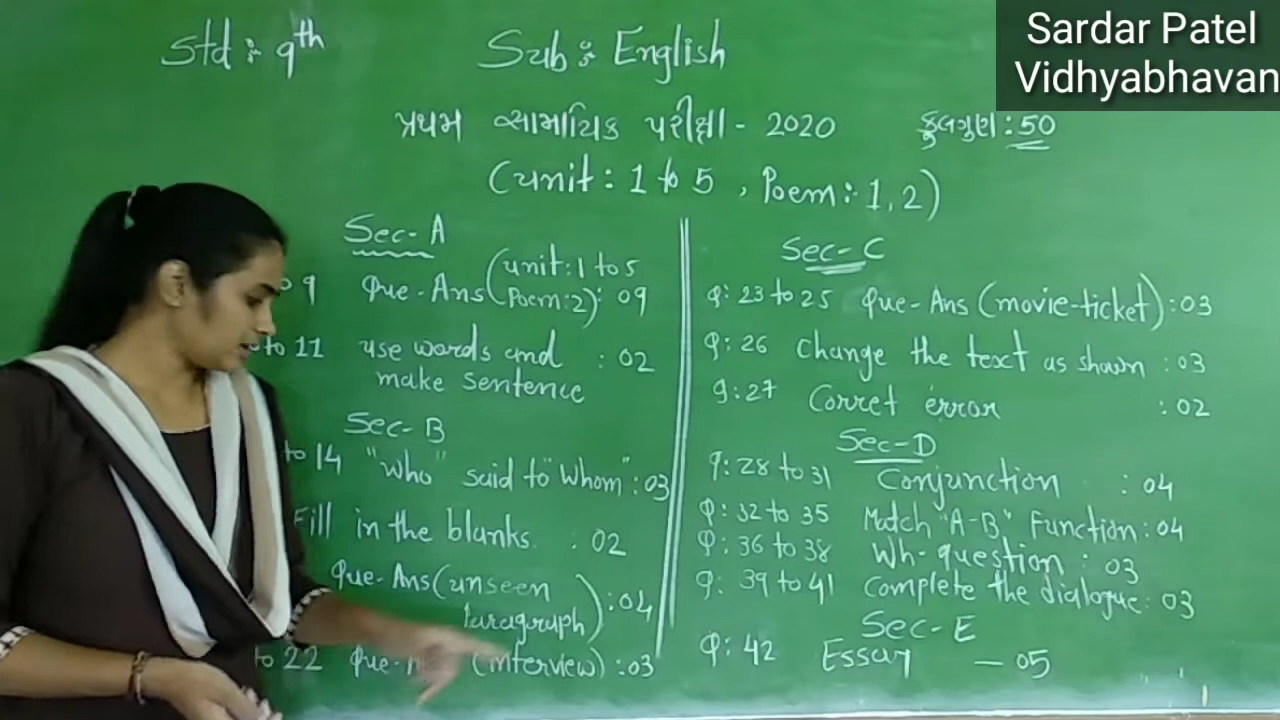 Sardar Patel
Vidhyabhavan
Std : 9th Sub : English
પ્રથમ સામાયિક પરીક્ષા - 2020 કુલગુણ : 50
(unit : 1 to 5 , Poem : 1, 2)
Sec - A
9 Que - Ans (unit : 1 to 5
Poem : 2) : 09
to 11 use words and : 02
make sentence
Sec - B
to 14 "who" said to "whom" : 03
Fill in the blanks. : 02
Que - Ans (unseen
Paragraph) : 04
to 22 Que - (interview) : 03
Sec - C
Q : 23 to 25 Que - Ans (movie - ticket) : 03
Q : 26 Change the text as shown : 03
Q : 27 Corret error : 02
Sec - D
Q : 28 to 31 Conjunction : 04
Q : 32 to 35 Match "A - B" Function : 04
Q : 36 to 38 Wh - question : 03
Q : 39 to 41 Complete the dialogue : 03
Sec - E
Q : 42 Essay — 05